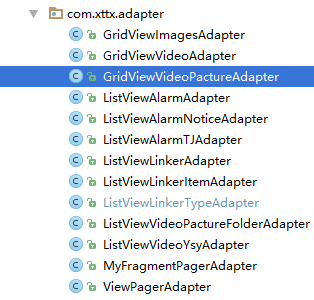 com.xttx.adapter
GridViewImagesAdapter
GridViewVideoAdapter
GridViewVideoPactureAdapter
ListViewAlarmAdapter
ListViewAlarmNoticeAdapter
ListViewAlarmTJAdapter
ListViewLinkerAdapter
ListViewLinkerItemAdapter
ListViewLinkerTypeAdapter
ListViewVideoPactureFolderAdapter
ListViewVideoYsyAdapter
MyFragmentPagerAdapter
ViewPagerAdapter